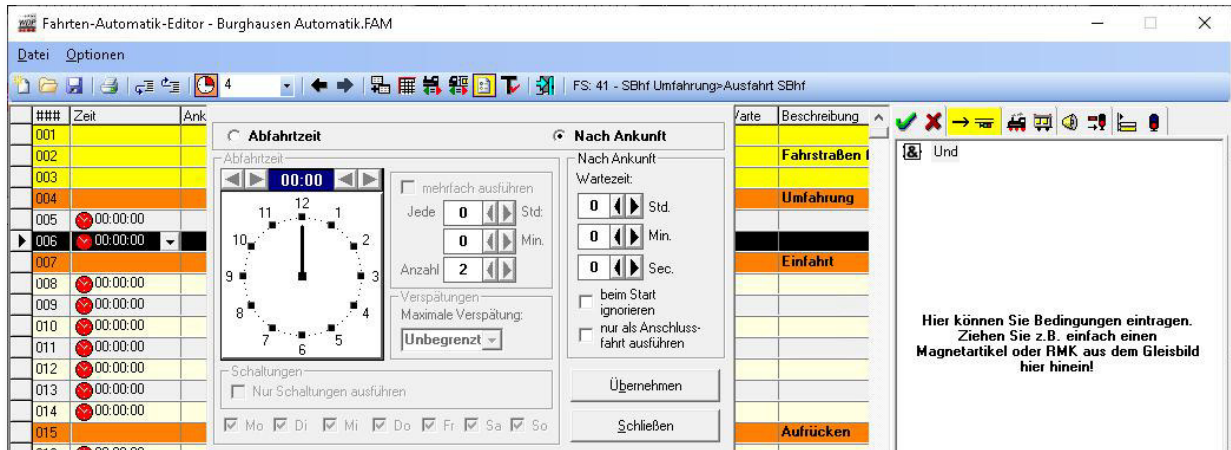 WDP Fahrten-Automatik-Editor - Burghausen Automatik.FAM
Datei Optionen
4 FS: 41 - SBhf Umfahrung>Ausfahrt SBhf
### Zeit Ank
001
002
003
004
005 00:00:00
006 00:00:00
007
008 00:00:00
009 00:00:00
010 00:00:00
011 00:00:00
012 00:00:00
013 00:00:00
014 00:00:00
015
Abfahrtzeit Nach Ankunft
Abfahrtzeit
00:00
12
1
2
3
4
5
6
7
8
9
10
11
mehrfach ausführen
Jede 0 Std:
0 Min.
Anzahl 2
Verspätungen
Maximale Verspätung:
Unbegrenzt
Schaltungen
Nur Schaltungen ausführen
Mo Di Mi Do Fr Sa So
Nach Ankunft
Wartezeit:
0 Std.
0 Min.
0 Sec.
beim Start
ignorieren
nur als Anschluss-
fahrt ausführen
Übernehmen
Schließen
Beschreibung
Fahrstraßen
Umfahrung
Einfahrt
Aufrücken
& Und
Hier können Sie Bedingungen eintragen.
Ziehen Sie z.B. einfach einen
Magnetartikel oder RMK aus dem Gleisbild
hier hinein!